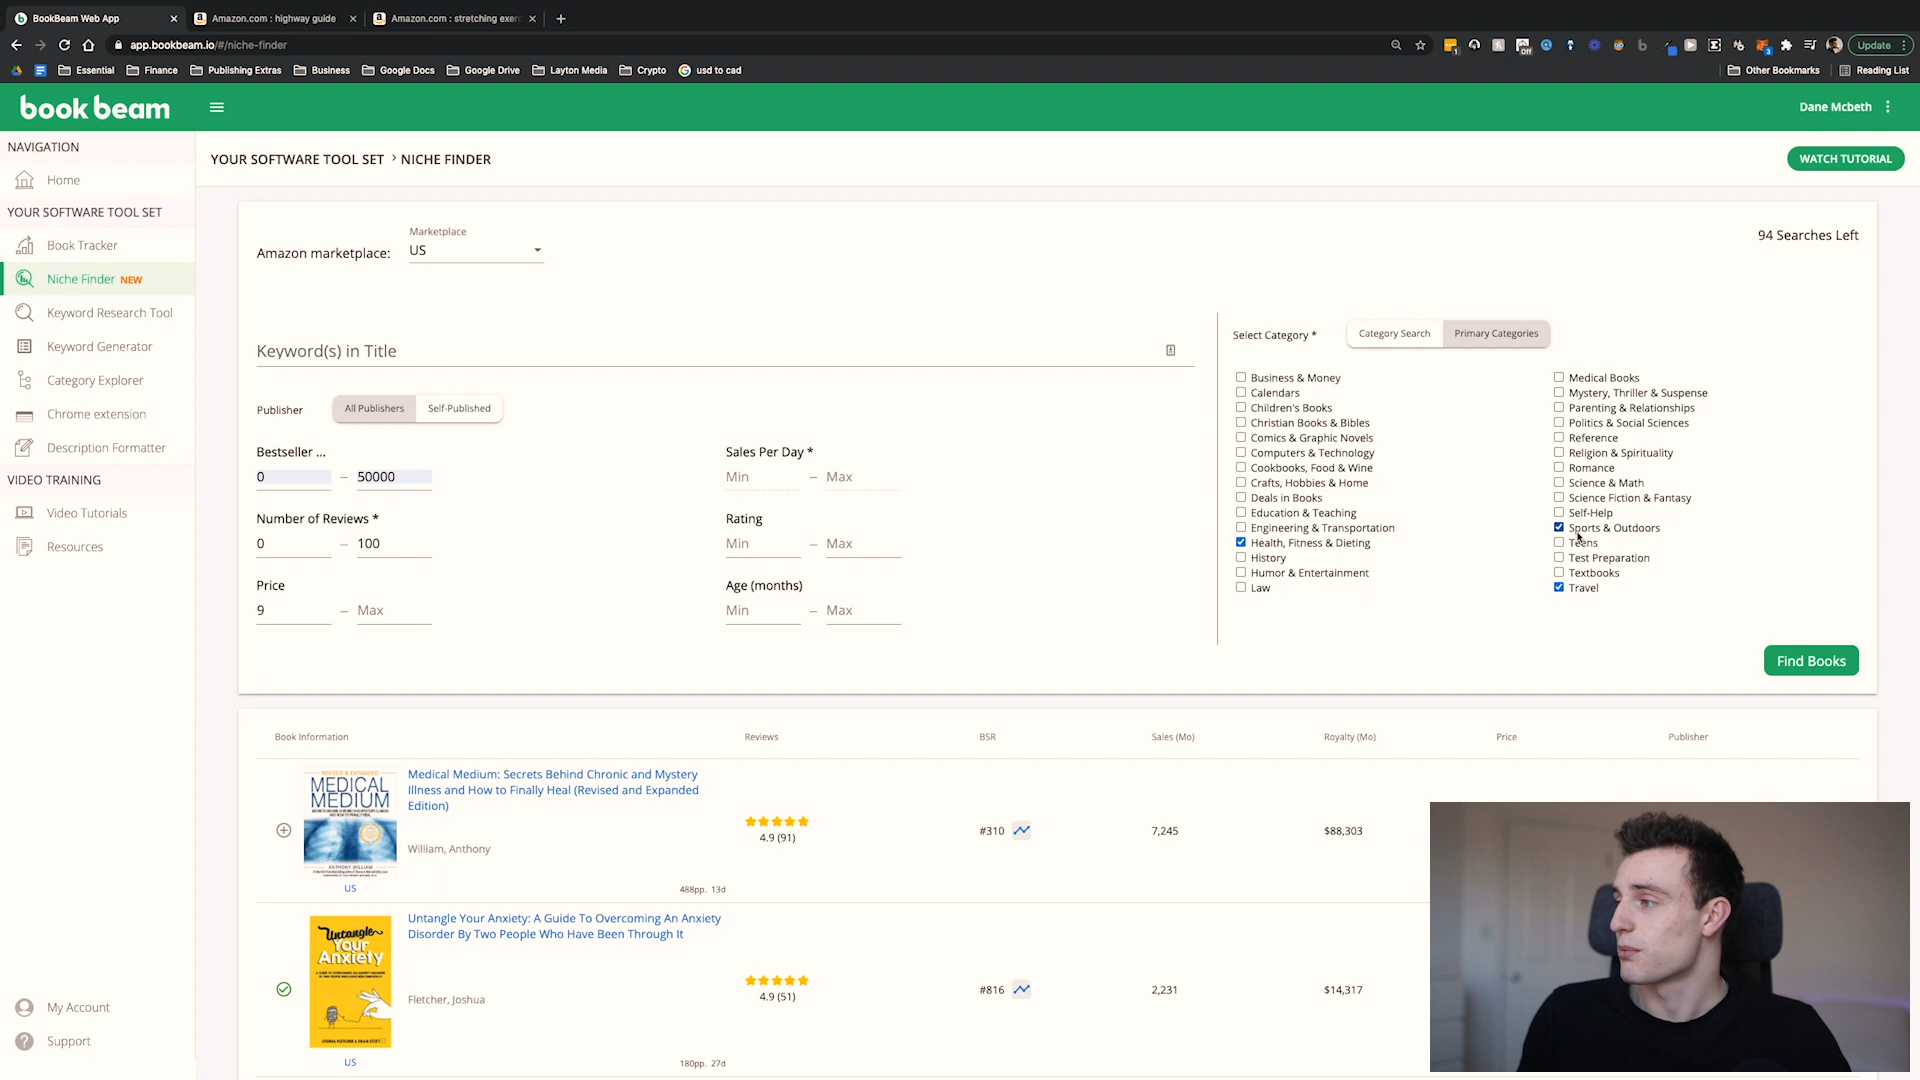 BookBeam Web App
Amazon.com : highway guide
Amazon.com : stretching exer
app.bookbeam.io/#/niche-finder
Update
Essential
Finance
Publishing Extras
Business
Google Docs
Google Drive
Layton Media
Crypto
usd to cad
Other Bookmarks
Reading List
book beam
Dane Mcbeth
NAVIGATION
Home
YOUR SOFTWARE TOOL SET
Book Tracker
Niche Finder NEW
Keyword Research Tool
Keyword Generator
Category Explorer
Chrome extension
Description Formatter
VIDEO TRAINING
Video Tutorials
Resources
My Account
Support
YOUR SOFTWARE TOOL SET > NICHE FINDER
WATCH TUTORIAL
Amazon marketplace:
Marketplace
US
94 Searches Left
Keyword(s) in Title
Publisher
All Publishers
Self-Published
Bestseller ...
0 – 50000
Sales Per Day *
Min – Max
Number of Reviews *
0 – 100
Rating
Min – Max
Price
9 – Max
Age (months)
Min – Max
Select Category *
Category Search
Primary Categories
Business & Money
Calendars
Children's Books
Christian Books & Bibles
Comics & Graphic Novels
Computers & Technology
Cookbooks, Food & Wine
Crafts, Hobbies & Home
Deals in Books
Education & Teaching
Engineering & Transportation
Health, Fitness & Dieting
History
Humor & Entertainment
Law
Medical Books
Mystery, Thriller & Suspense
Parenting & Relationships
Politics & Social Sciences
Reference
Religion & Spirituality
Romance
Science & Math
Science Fiction & Fantasy
Self-Help
Sports & Outdoors
Teens
Test Preparation
Textbooks
Travel
Find Books
Book Information
Reviews
BSR
Sales (Mo)
Royalty (Mo)
Price
Publisher
REVISED & EXPANDED
MEDICAL
MEDIUM
ANTHONY WILLIAM
US
Medical Medium: Secrets Behind Chronic and Mystery
Illness and How to Finally Heal (Revised and Expanded
Edition)
William, Anthony
488pp. 13d
4.9 (91)
#310
7,245
$88,303
Untangle
Your
Anxiety
US
Untangle Your Anxiety: A Guide To Overcoming An Anxiety
Disorder By Two People Who Have Been Through It
Fletcher, Joshua
180pp. 27d
4.9 (51)
#816
2,231
$14,317